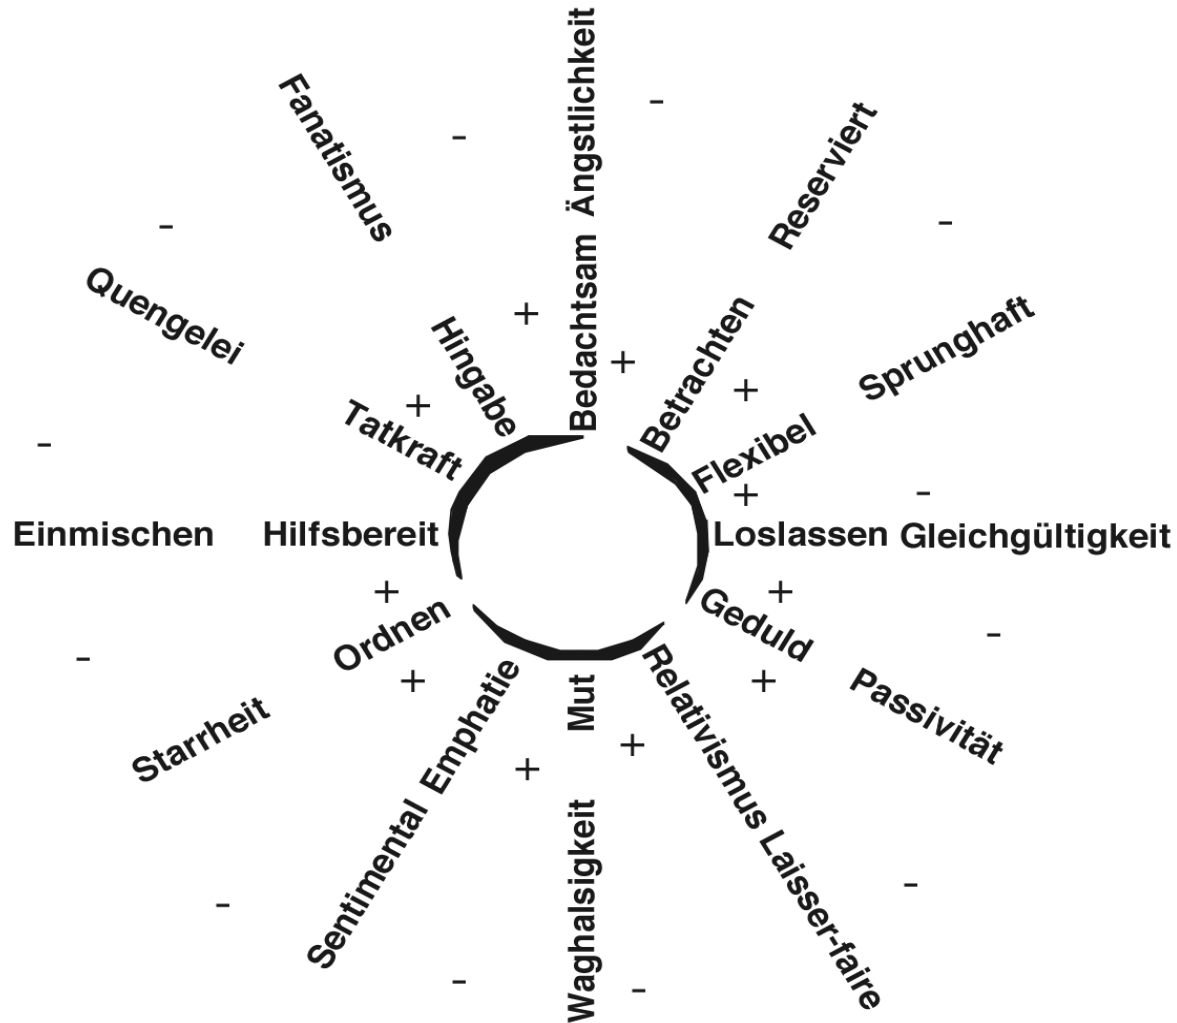 Bedachtsam Ängstlichkeit
-
+
Betrachten Reserviert
-
+
Flexibel Sprunghaft
-
+
Loslassen Gleichgültigkeit
-
+
Geduld Passivität
-
+
Relativismus Laisser-faire
-
+
Mut Waghalsigkeit
-
+
Sentimental Emphatie
-
+
Starrheit Ordnen
-
+
Einmischen Hilfsbereit
-
+
Quengelei Tatkraft
-
+
Fanatismus Hingabe
-
+